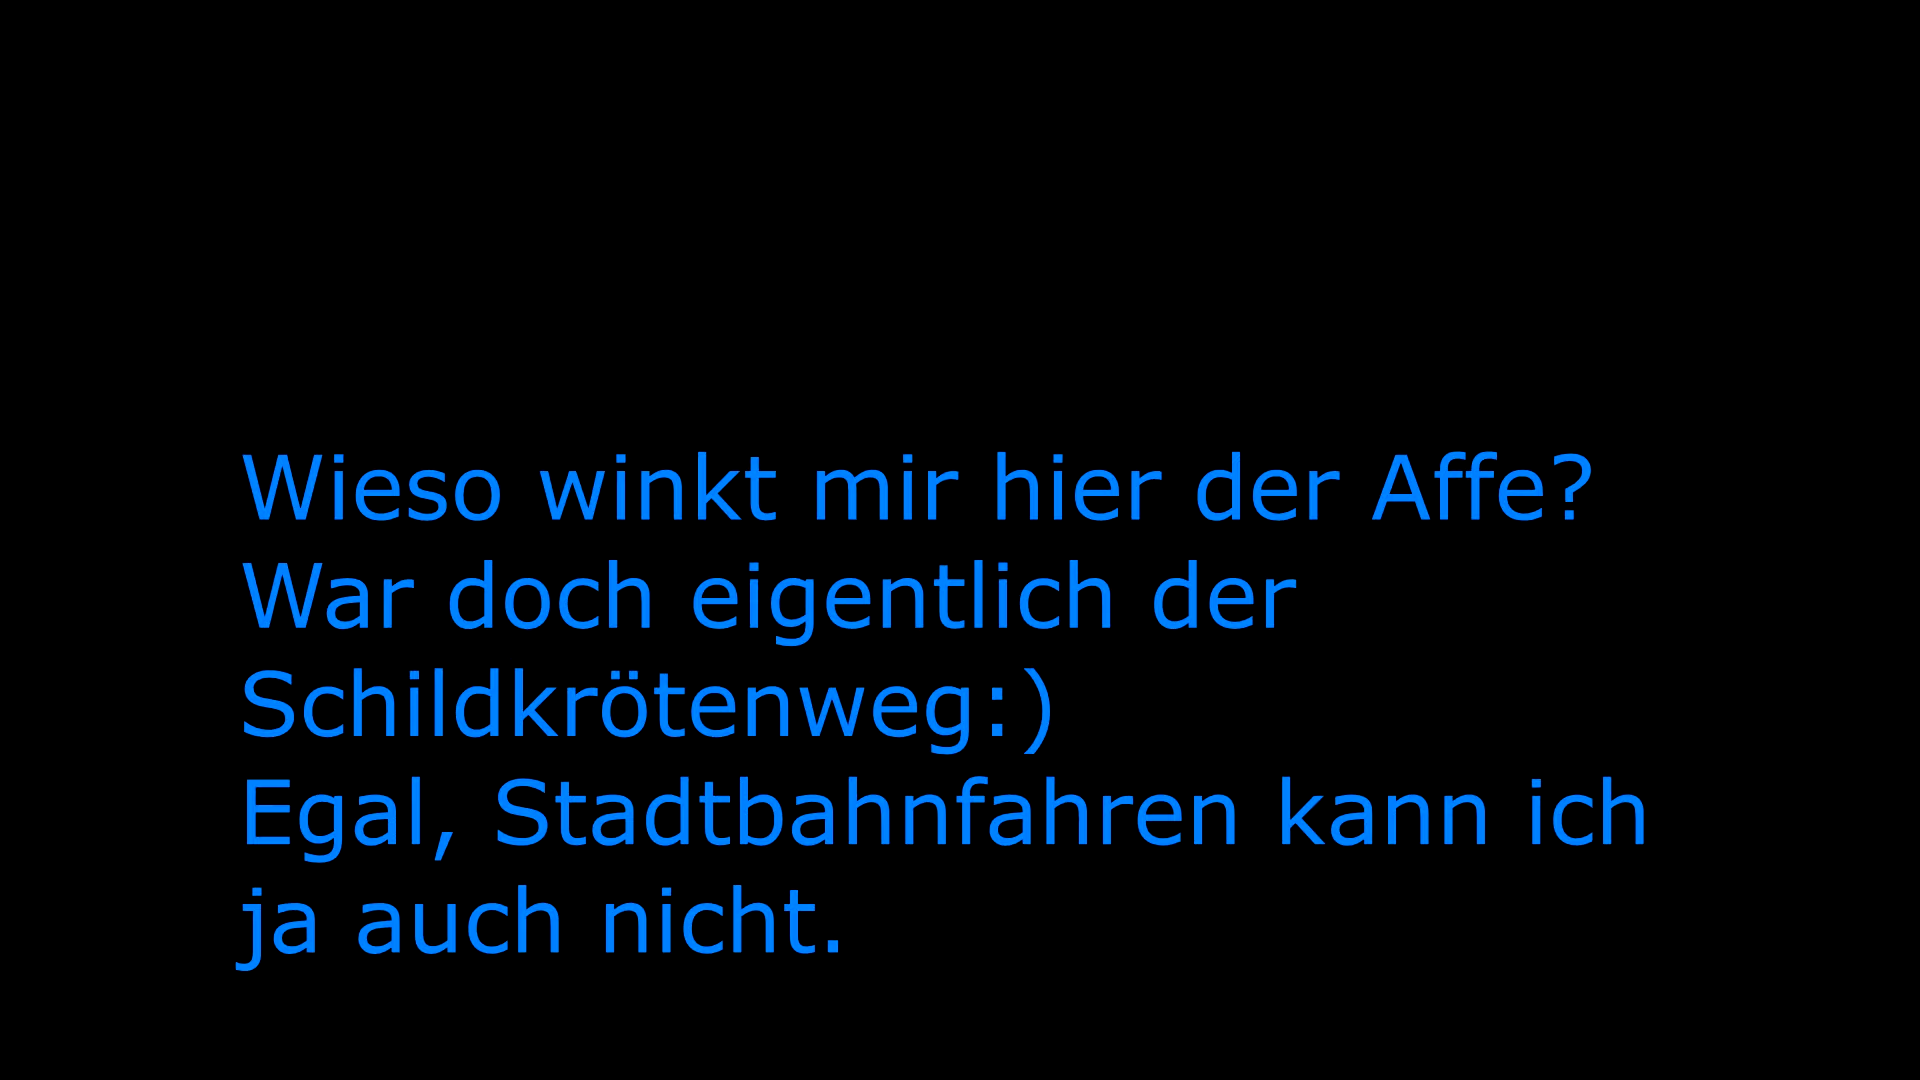 Wieso winkt mir hier der Affe?
War doch eigentlich der
Schildkrötenweg:)
Egal, Stadtbahnfahren kann ich
ja auch nicht.